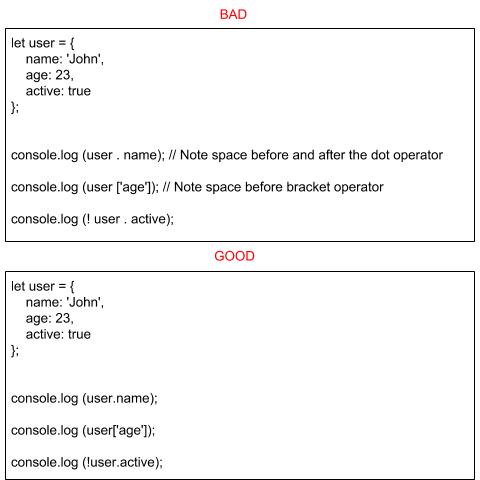 BAD
let user = {
    name: 'John',
    age: 23,
    active: true
};
console.log (user . name); // Note space before and after the dot operator
console.log (user ['age']); // Note space before bracket operator
console.log (! user . active);
GOOD
let user = {
    name: 'John',
    age: 23,
    active: true
};
console.log (user.name);
console.log (user['age']);
console.log (!user.active);